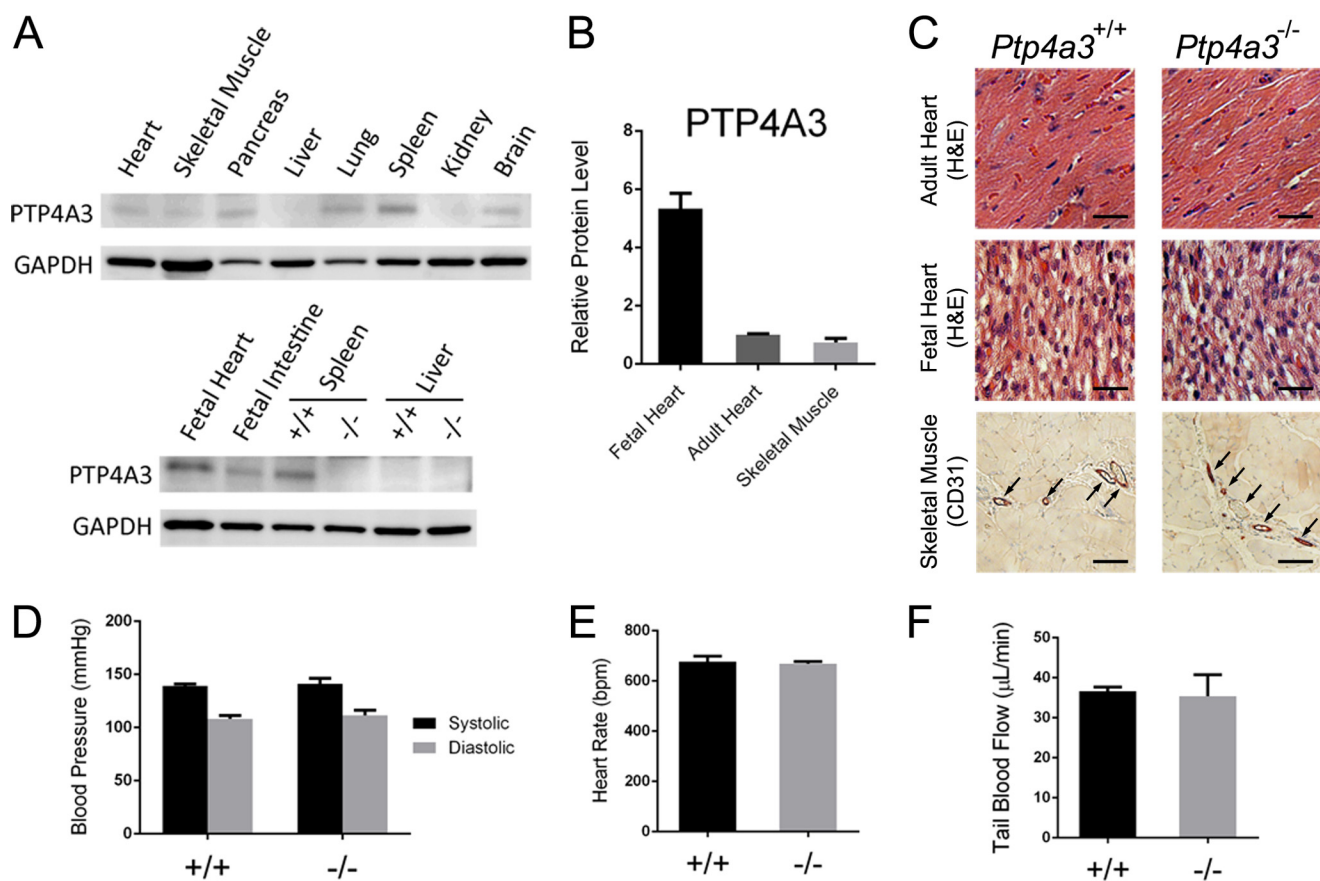 A
Heart
Skeletal Muscle
Pancreas
Liver
Lung
Spleen
Kidney
Brain
PTP4A3
GAPDH
Fetal Heart
Fetal Intestine
Spleen
Liver
+/+
-/-
+/+
-/-
PTP4A3
GAPDH
B
PTP4A3
Relative Protein Level
8
6
4
2
0
Fetal Heart
Adult Heart
Skeletal Muscle
C
Ptp4a3+/+
Ptp4a3-/-
Adult Heart
(H&E)
Fetal Heart
(H&E)
Skeletal Muscle
(CD31)
D
Blood Pressure (mmHg)
200
150
100
50
0
+/+
-/-
Systolic
Diastolic
E
Heart Rate (bpm)
800
600
400
200
0
+/+
-/-
F
Tail Blood Flow (μL/min)
50
40
30
20
10
0
+/+
-/-